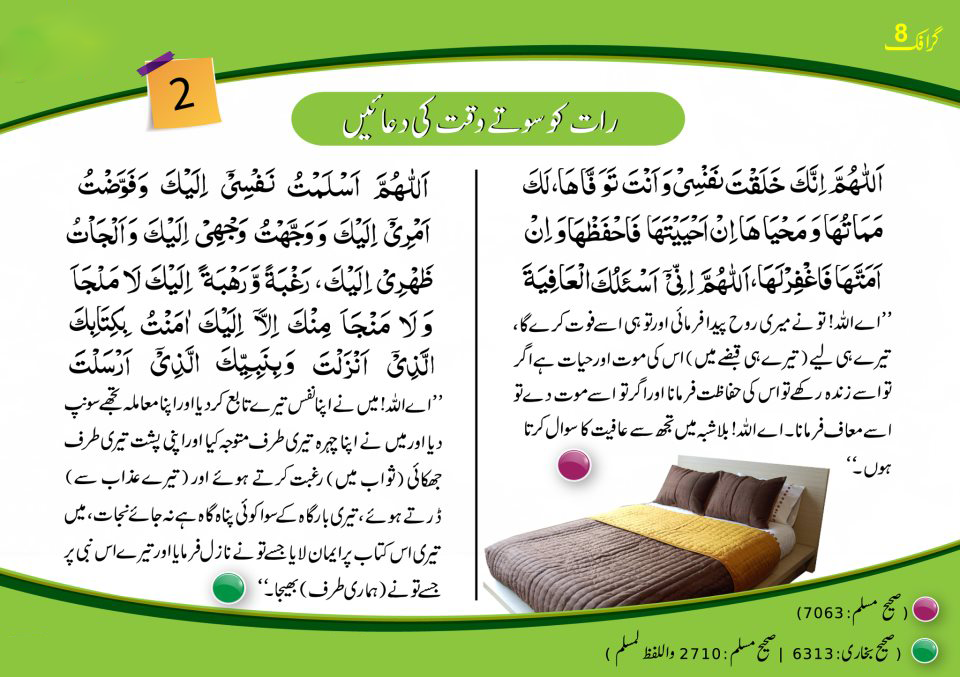 گرافک 8
2
رات کو سوتے وقت کی دعائیں
اَللّٰهُمَّ اِنَّكَ خَلَقْتَ نَفْسِیْ وَاَنْتَ تَوَفَّاهَا، لَكَ
مَمَاتُهَا وَمَحْيَاهَا اِنْ اَحْيَيْتَهَا فَاحْفَظْهَا وَاِنْ
اَمَتَّهَا فَاغْفِرْلَهَا، اَللّٰهُمَّ اِنِّیْٓ اَسْئَلُكَ الْعَافِيَةَ
’’اے اللہ! تو نے میری روح پیدا فرمائی اور تو ہی اسے فوت کرے گا،
تیرے ہی لیے (تیرے ہی قبضے میں) اس کی موت اور حیات ہے اگر
تو اسے زندہ رکھے تو اس کی حفاظت فرمانا اور اگر تو اسے موت دے تو
اسے معاف فرمانا۔ اے اللہ! بلاشبہ میں تجھ سے عافیت کا سوال کرتا
ہوں۔‘‘
اَللّٰهُمَّ اَسْلَمْتُ نَفْسِیْٓ اِلَيْكَ وَفَوَّضْتُ
اَمْرِیْٓ اِلَيْكَ وَوَجَّهْتُ وَجْهِیْٓ اِلَيْكَ وَاَلْجَاْتُ
ظَهْرِیْٓ اِلَيْكَ، رَغْبَةً وَّرَهْبَةً اِلَيْكَ لَا مَلْجَاَ
وَلَا مَنْجَاَ مِنْكَ اِلَّآ اِلَيْكَ اٰمَنْتُ بِكِتَابِكَ
الَّذِیْٓ اَنْزَلْتَ وَبِنَبِيِّكَ الَّذِیْٓ اَرْسَلْتَ
’’اے اللہ! میں نے اپنا نفس تیرے تابع کر دیا اور اپنا معاملہ تجھے سونپ
دیا اور میں نے اپنا چہرہ تیری طرف متوجہ کیا اور اپنی پشت تیری طرف
جھکائی (ثواب میں) رغبت کرتے ہوئے اور (تیرے عذاب سے)
ڈرتے ہوئے، تیری بارگاہ کے سوا کوئی پناہ گاہ ہے نہ جائے نجات، میں
تیری اس کتاب پر ایمان لایا جسے تو نے نازل فرمایا اور تیرے اس نبی پر
جسے تو نے (ہماری طرف) بھیجا۔‘‘
(صحیح مسلم: 7063)
(صحیح بخاری: 6313 | صحیح مسلم: 2710 واللفظ لمسلم)